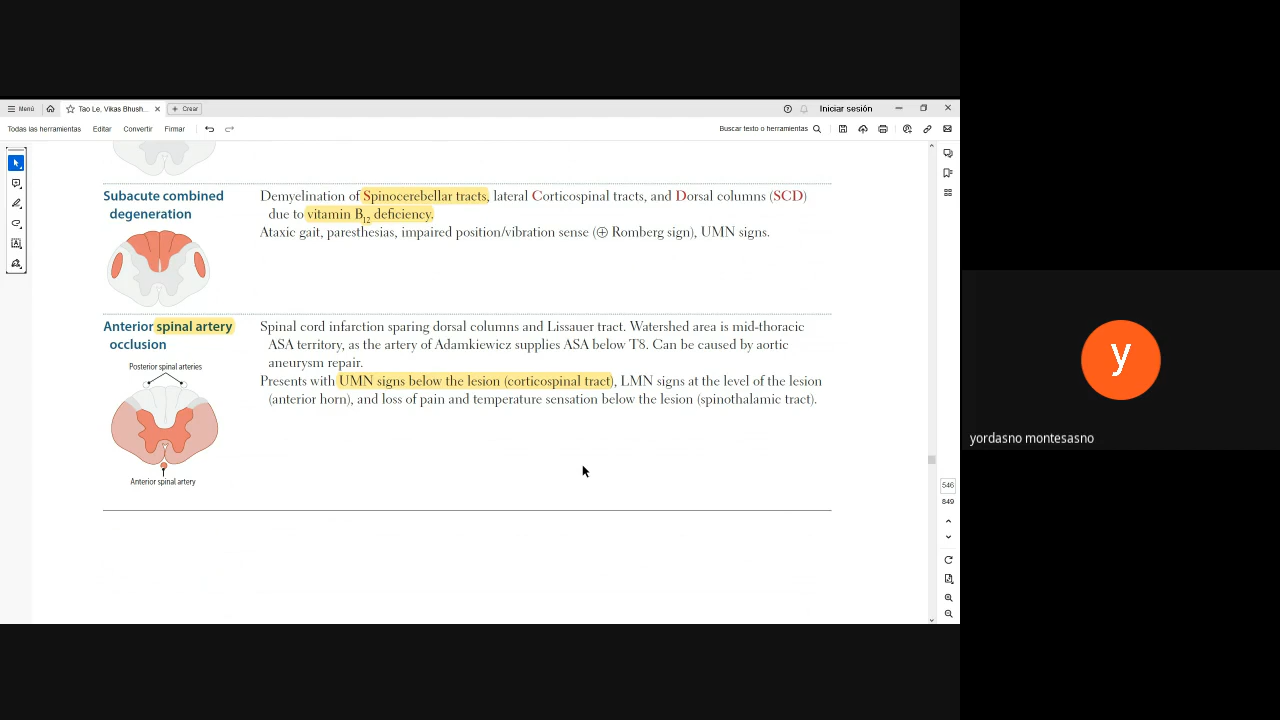 Menú
Tao Le, Vikas Bhush...
Crear
Iniciar sesión
Todas las herramientas
Editar
Convertir
Firmar
Buscar texto o herramientas
Subacute combined
degeneration
Demyelination of Spinocerebellar tracts, lateral Corticospinal tracts, and Dorsal columns (SCD)
due to vitamin B12 deficiency.
Ataxic gait, paresthesias, impaired position/vibration sense (⊕ Romberg sign), UMN signs.
Anterior spinal artery
occlusion
Spinal cord infarction sparing dorsal columns and Lissauer tract. Watershed area is mid-thoracic
ASA territory, as the artery of Adamkiewicz supplies ASA below T8. Can be caused by aortic
aneurysm repair.
Presents with UMN signs below the lesion (corticospinal tract), LMN signs at the level of the lesion
(anterior horn), and loss of pain and temperature sensation below the lesion (spinothalamic tract).
Posterior spinal arteries
Anterior spinal artery
546
849
y
yordasno montesasno